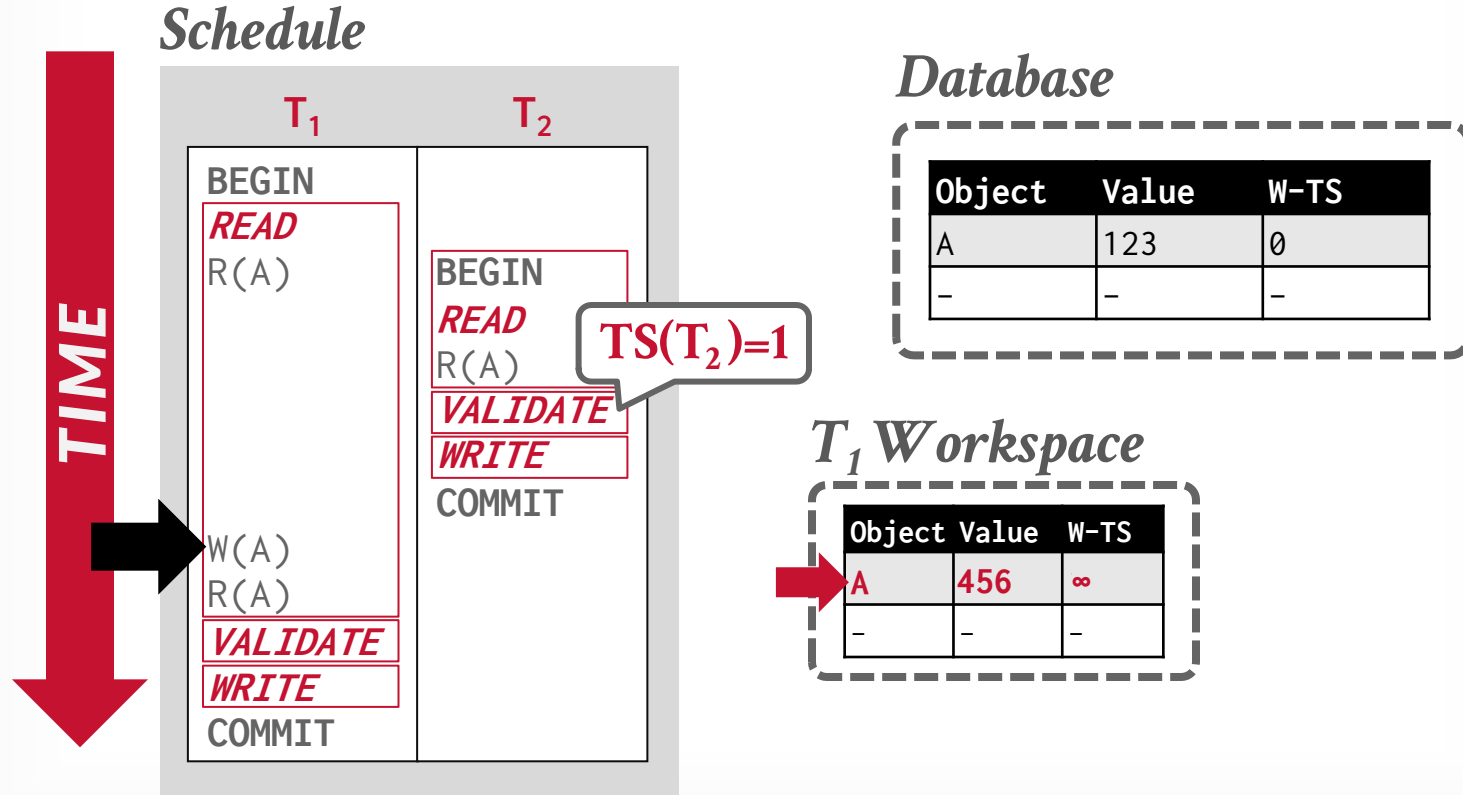 Schedule
TIME
T₁ T₂
BEGIN
READ
R(A)
BEGIN
READ
R(A)
TS(T₂)=1
VALIDATE
WRITE
COMMIT
W(A)
R(A)
VALIDATE
WRITE
COMMIT
Database
Object Value W-TS
A 123 0
- - -
T₁ Workspace
Object Value W-TS
A 456 ∞
- - -